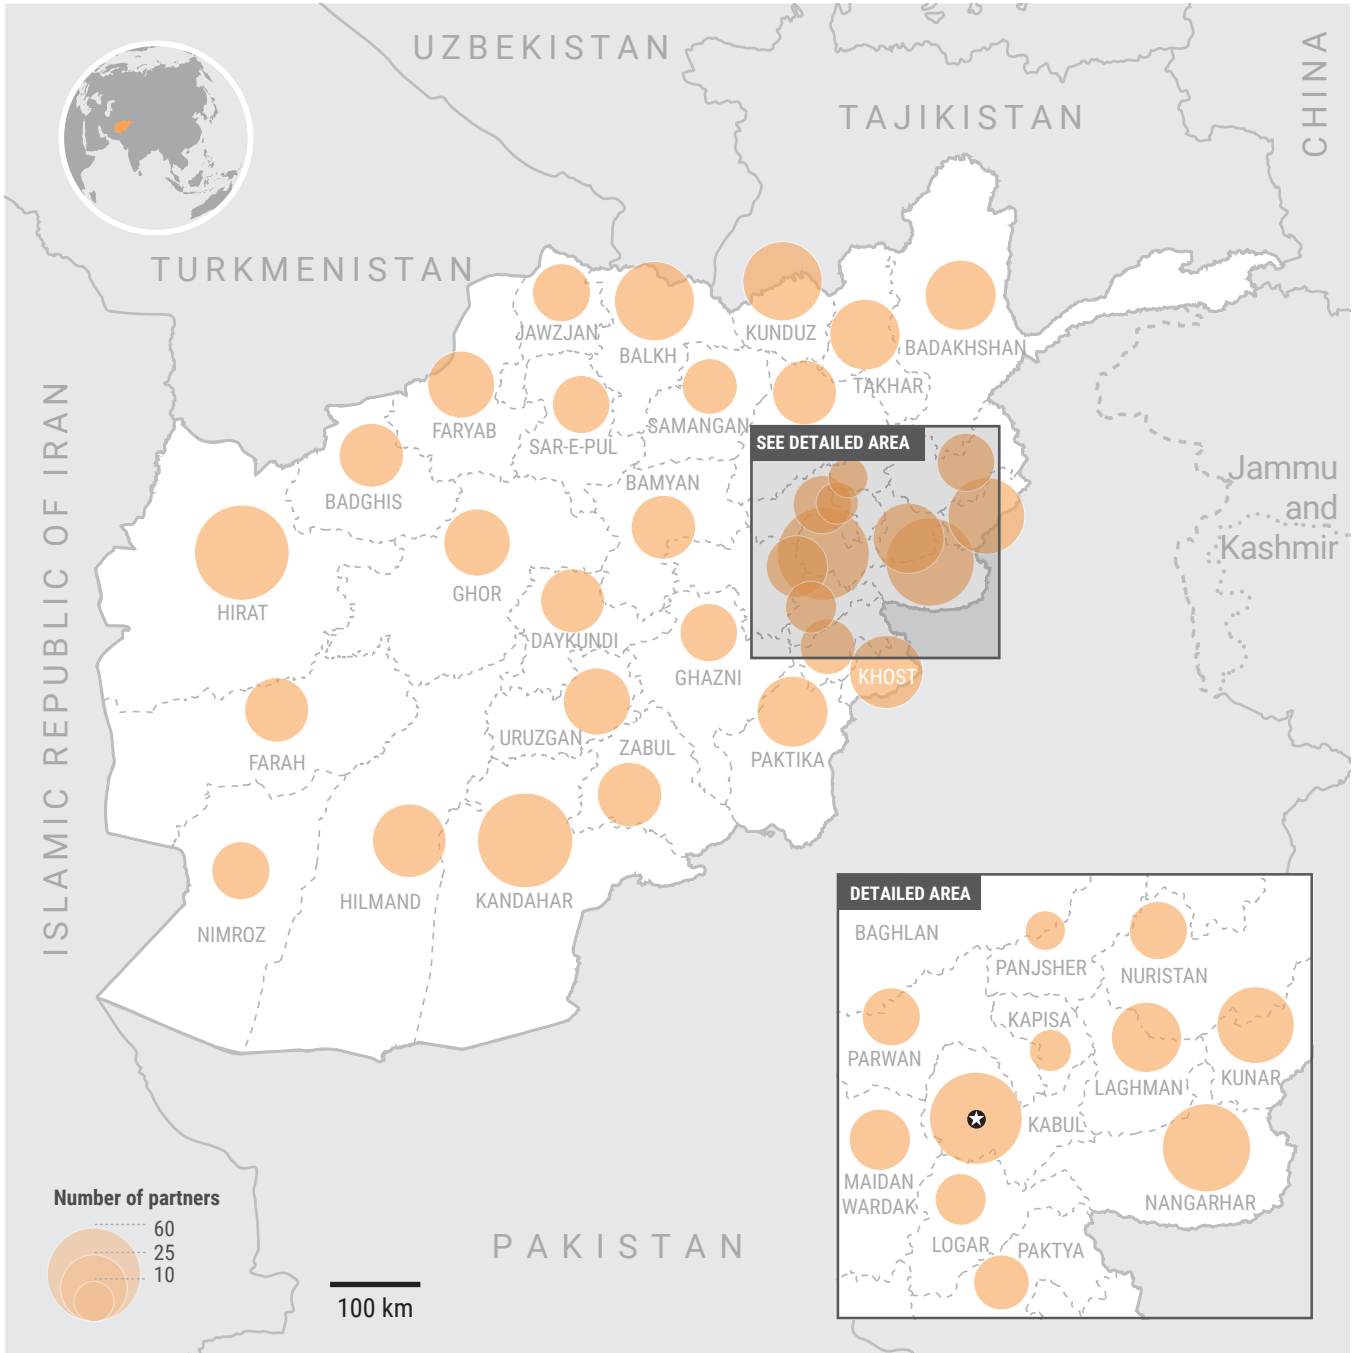 UZBEKISTAN
TAJIKISTAN
CHINA
TURKMENISTAN
ISLAMIC REPUBLIC OF IRAN
JAWZJAN
BALKH
KUNDUZ
BADAKHSHAN
TAKHAR
FARYAB
SAR-E-PUL
SAMANGAN
SEE DETAILED AREA
BADGHIS
BAMYAN
Jammu
and
Kashmir
HIRAT
GHOR
DAYKUNDI
GHAZNI
KHOST
FARAH
URUZGAN
ZABUL
PAKTIKA
NIMROZ
HILMAND
KANDAHAR
DETAILED AREA
BAGHLAN
PANJSHER
NURISTAN
KAPISA
PARWAN
LAGHMAN
KUNAR
KABUL
MAIDAN
WARDAK
NANGARHAR
LOGAR
PAKTYA
PAKISTAN
Number of partners
60
25
10
100 km